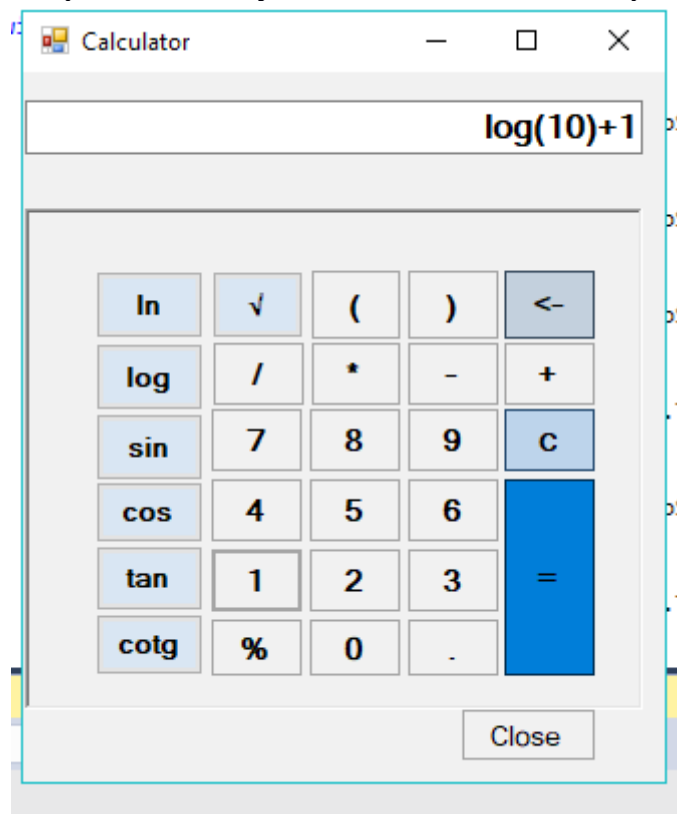 Calculator
log(10)+1
ln √ ( ) <-
log / * - +
sin 7 8 9 C
cos 4 5 6
tan 1 2 3 =
cotg % 0 .
Close